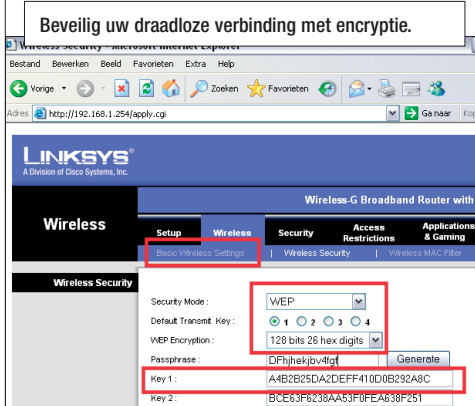 Beveilig uw draadloze verbinding met encryptie.
Bestand Bewerken Beeld Favorieten Extra Help
Vorige Zoeken Favorieten
Adres http://192.168.1.254/apply.cgi Ga naar
LINKSYS®
A Division of Cisco Systems, Inc.
Wireless-G Broadband Router with
Wireless
Setup Wireless Security Access Restrictions Applications & Gaming
Basic Wireless Settings | Wireless Security | Wireless MAC Filter
Wireless Security
Security Mode: WEP
Default Transmit Key: 1 2 3 4
WEP Encryption: 128 bits 26 hex digits
Passphrase: DFhjhekjbv4fgf Generate
Key 1: A4B2B25DA2DEFF410D0B292A8C
Key 2: BCE63F6238AA53F0FEA638F251